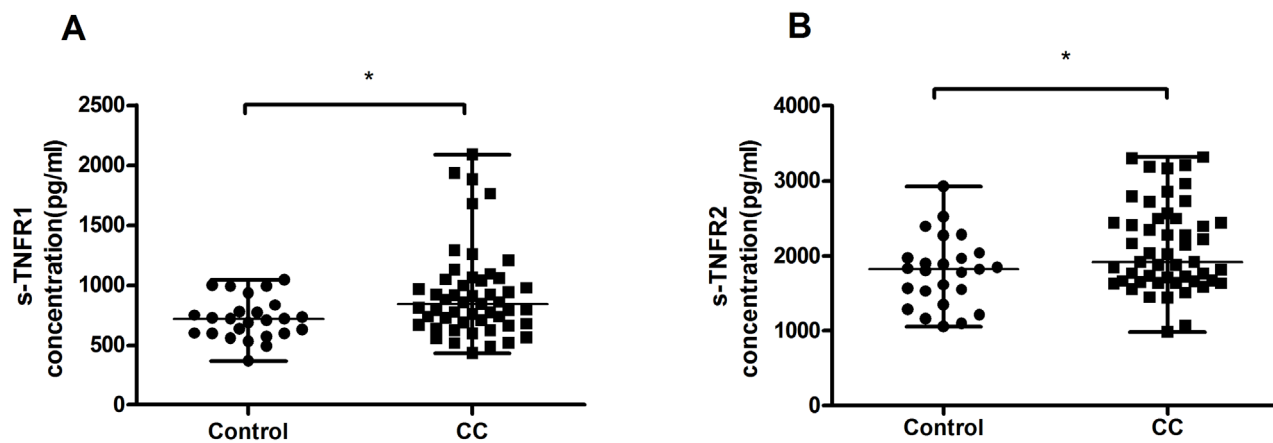 A
*
s-TNFR1
concentration(pg/ml)
2500
2000
1500
1000
500
0
Control
CC
B
*
s-TNFR2
concentration(pg/ml)
4000
3000
2000
1000
0
Control
CC